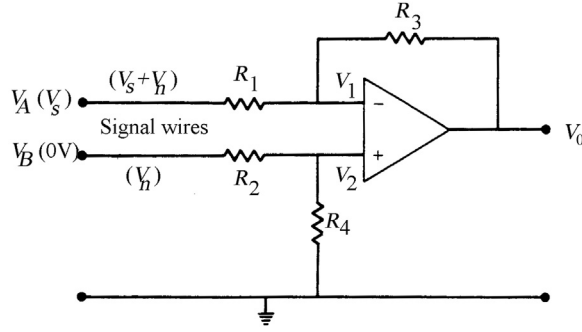 R3
(Vs+Vn)
R1
V1
VA (Vs)
−
Signal wires
V0
VB (0V)
+
(Vn)
R2
V2
R4